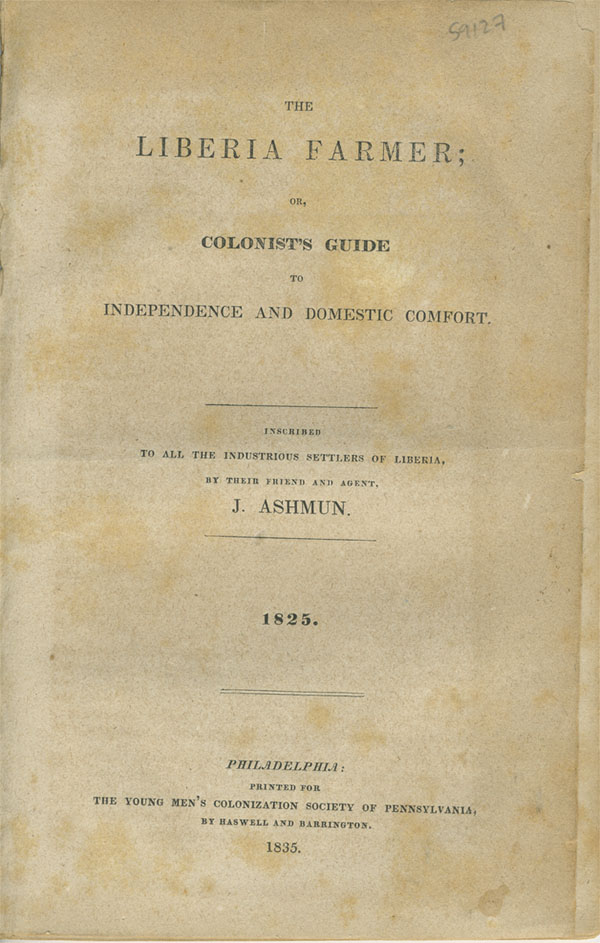 59127
THE
LIBERIA FARMER;
OR,
COLONIST'S GUIDE
TO
INDEPENDENCE AND DOMESTIC COMFORT.
INSCRIBED
TO ALL THE INDUSTRIOUS SETTLERS OF LIBERIA,
BY THEIR FRIEND AND AGENT,
J. ASHMUN.
1825.
PHILADELPHIA:
PRINTED FOR
THE YOUNG MEN'S COLONIZATION SOCIETY OF PENNSYLVANIA,
BY HASWELL AND BARRINGTON.
1835.